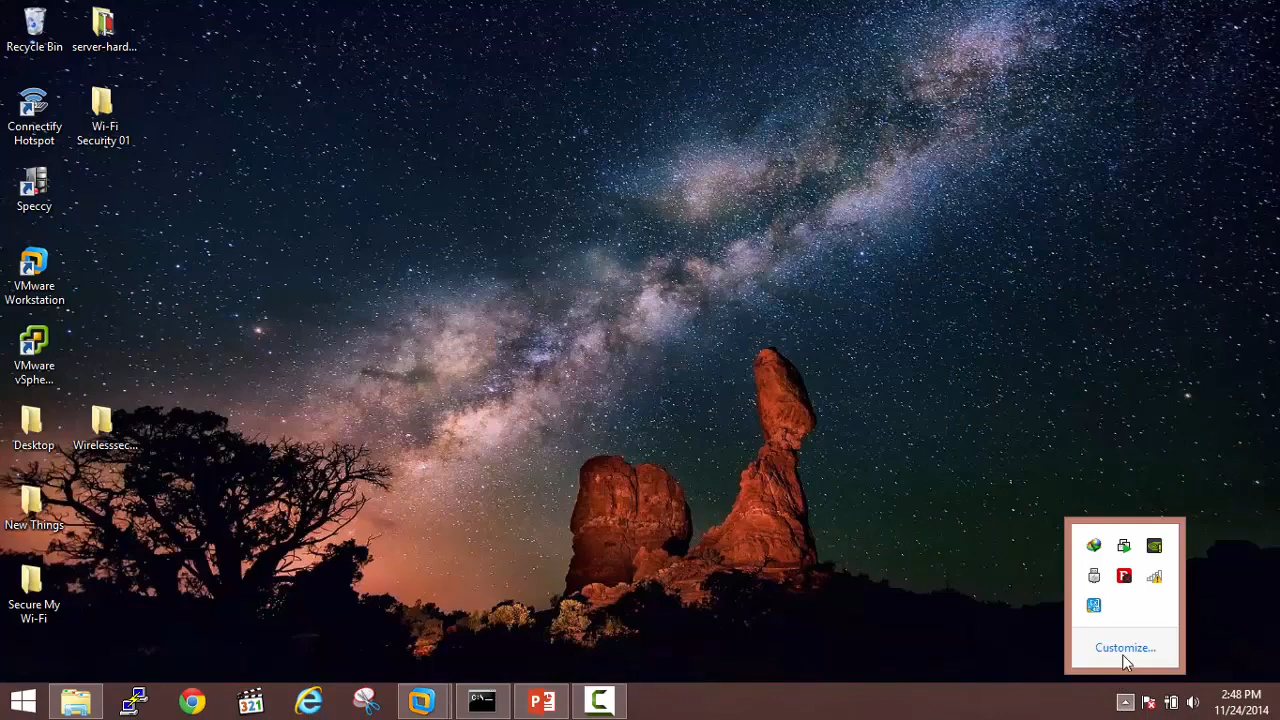 Recycle Bin
server-hard...
Connectify
Hotspot
Wi-Fi
Security 01
Speccy
VMware
Workstation
VMware
vSphe...
Desktop
Wirelesssec...
New Things
Secure My
Wi-Fi
Customize...
321
C:\
2:48 PM
11/24/2014